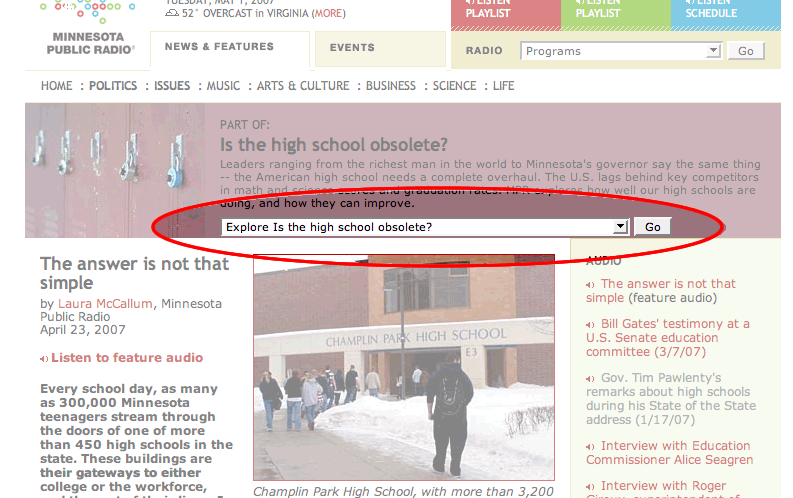 TUESDAY, MAY 1, 2007
52° OVERCAST in VIRGINIA (MORE)
LISTEN
PLAYLIST
LISTEN
PLAYLIST
LISTEN
SCHEDULE
MINNESOTA
PUBLIC RADIO®
NEWS & FEATURES
EVENTS
RADIO
Programs
Go
HOME : POLITICS : ISSUES : MUSIC : ARTS & CULTURE : BUSINESS : SCIENCE : LIFE
PART OF:
Is the high school obsolete?
Leaders ranging from the richest man in the world to Minnesota's governor say the same thing
-- the American high school needs a complete overhaul. The U.S. lags behind key competitors
in math and science scores and graduation rates. MPR explores how well our high schools are
doing, and how they can improve.
Explore Is the high school obsolete?
Go
The answer is not that
simple
by Laura McCallum, Minnesota
Public Radio
April 23, 2007
Listen to feature audio
Every school day, as many
as 300,000 Minnesota
teenagers stream through
the doors of one of more
than 450 high schools in the
state. These buildings are
their gateways to either
college or the workforce,
CHAMPLIN PARK HIGH SCHOOL
E3
Champlin Park High School, with more than 3,200
AUDIO
The answer is not that
simple (feature audio)
Bill Gates' testimony at a
U.S. Senate education
committee (3/7/07)
Gov. Tim Pawlenty's
remarks about high schools
during his State of the State
address (1/17/07)
Interview with Education
Commissioner Alice Seagren
Interview with Roger